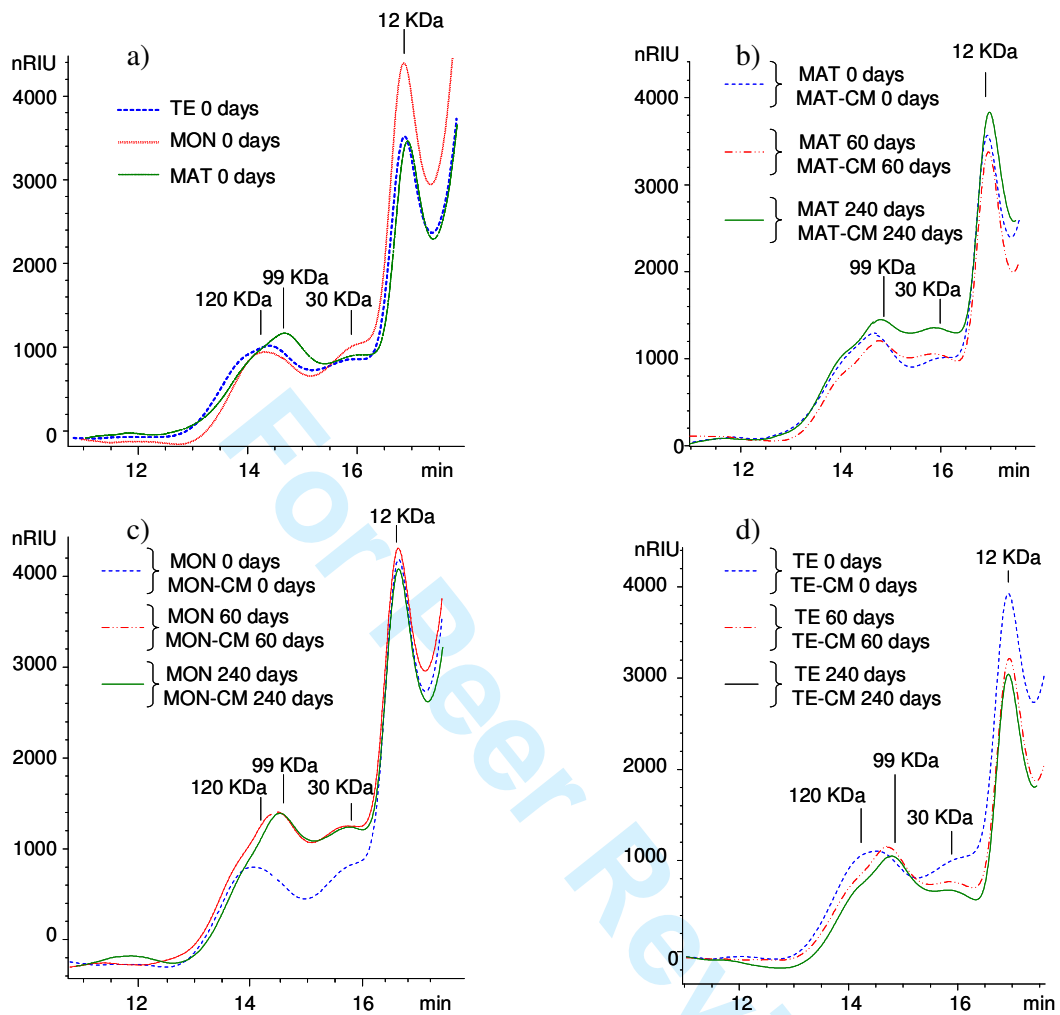 a)
12 KDa
nRIU
4000
3000
2000
1000
0
TE 0 days
MON 0 days
MAT 0 days
99 KDa
120 KDa
30 KDa
12
14
16
min
b)
12 KDa
nRIU
4000
3000
2000
1000
0
MAT 0 days
MAT-CM 0 days
MAT 60 days
MAT-CM 60 days
MAT 240 days
MAT-CM 240 days
99 KDa
30 KDa
12
14
16
min
c)
12 KDa
nRIU
4000
3000
2000
1000
0
MON 0 days
MON-CM 0 days
MON 60 days
MON-CM 60 days
MON 240 days
MON-CM 240 days
99 KDa
120 KDa
30 KDa
12
14
16
min
d)
12 KDa
nRIU
4000
3000
2000
1000
0
TE 0 days
TE-CM 0 days
TE 60 days
TE-CM 60 days
TE 240 days
TE-CM 240 days
99 KDa
120 KDa
30 KDa
12
14
16
min
For Peer Rev